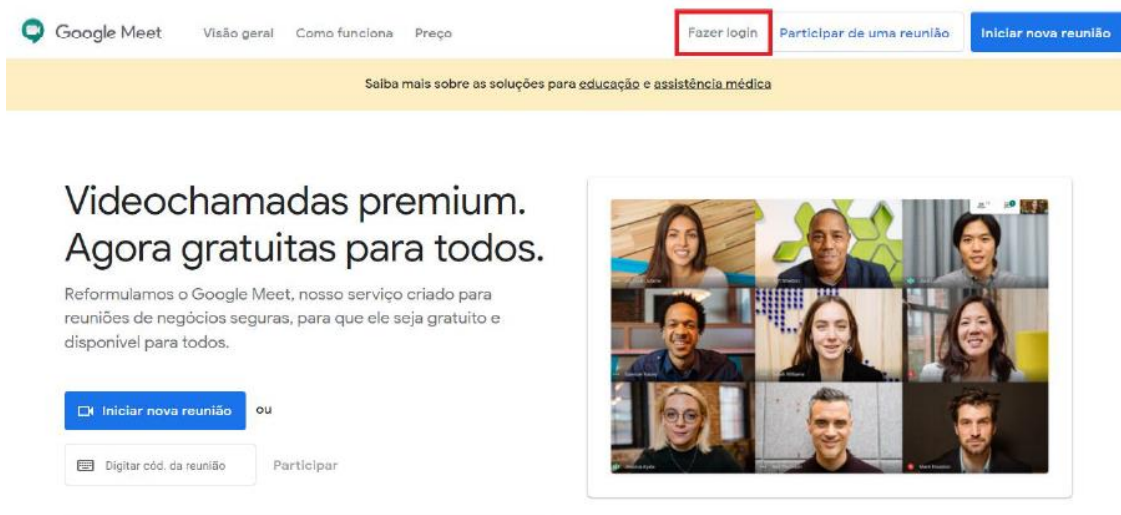 Google Meet
Visão geral
Como funciona
Preço
Fazer login
Participar de uma reunião
Iniciar nova reunião
Saiba mais sobre as soluções para educação e assistência médica
Videochamadas premium.
Agora gratuitas para todos.
Reformulamos o Google Meet, nosso serviço criado para
reuniões de negócios seguras, para que ele seja gratuito e
disponível para todos.
Iniciar nova reunião
ou
Digitar cód. da reunião
Participar